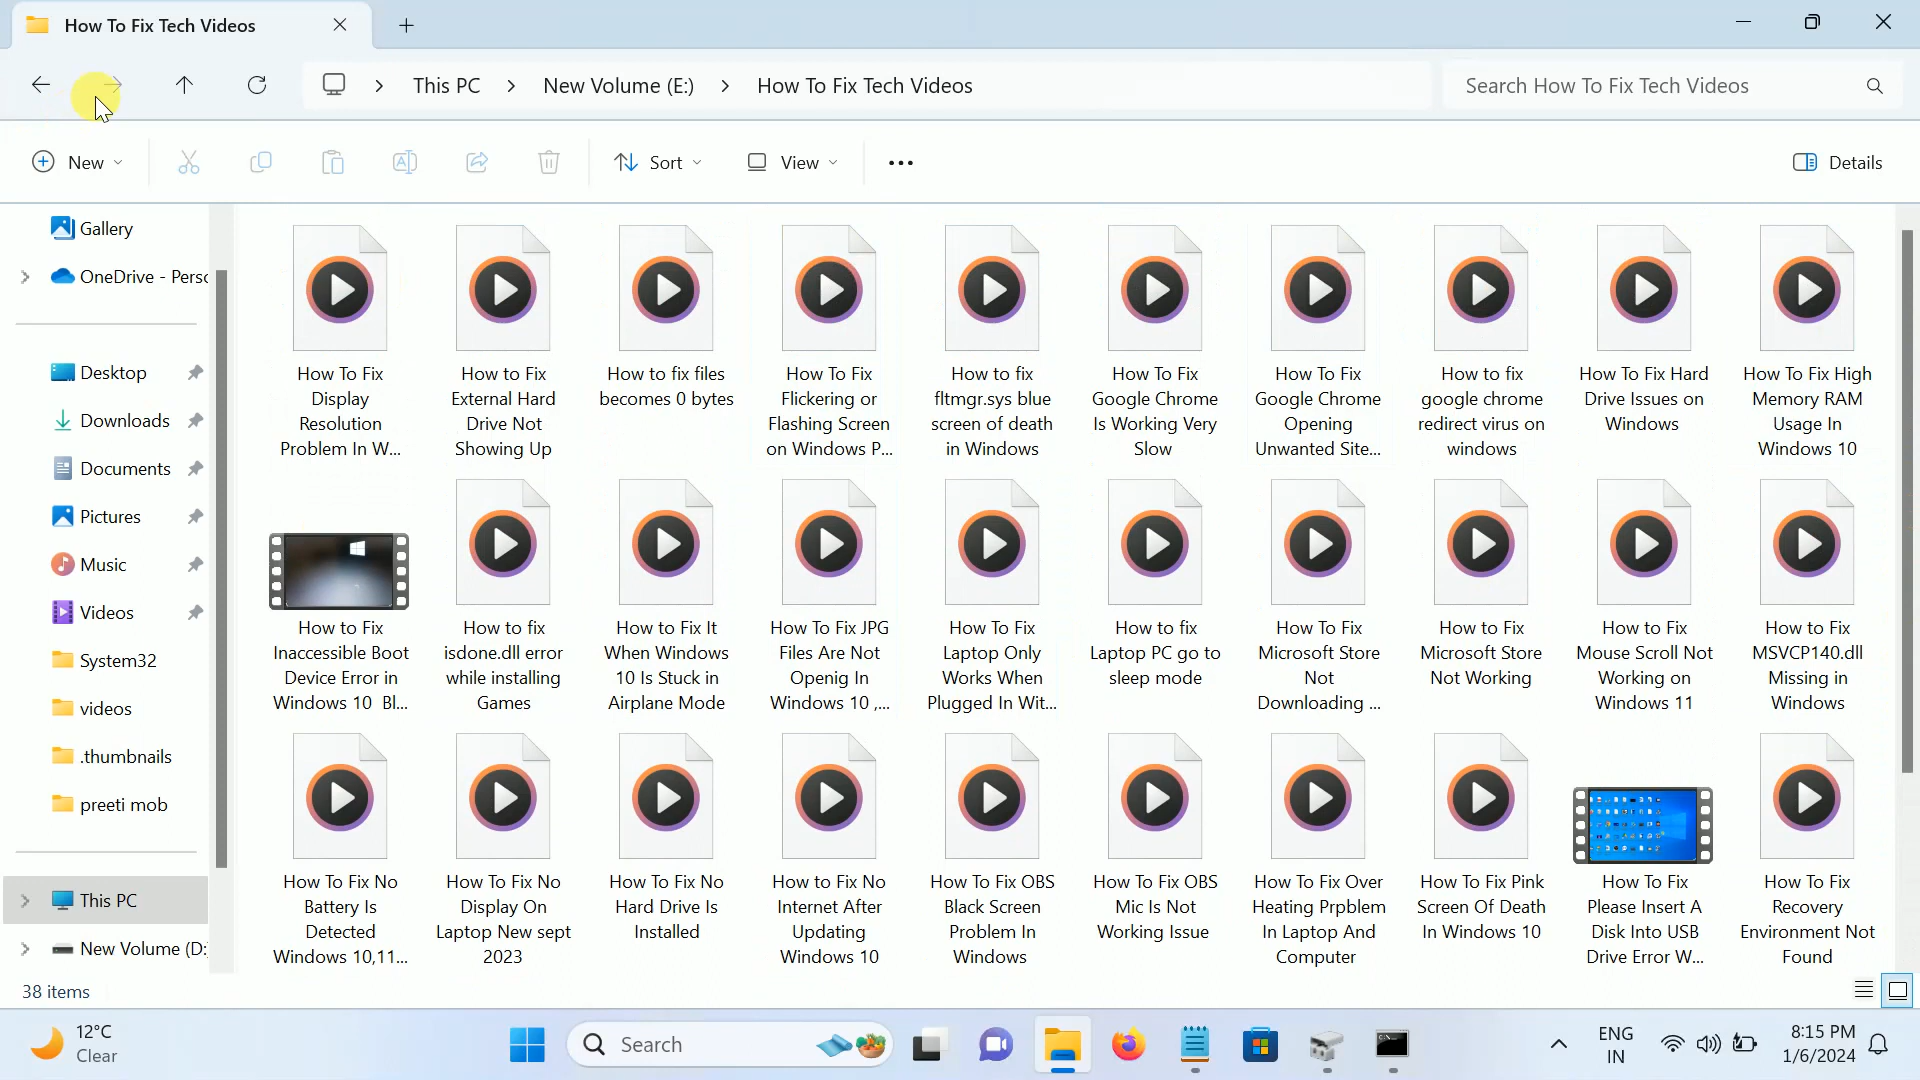 How To Fix Tech Videos
This PC
New Volume (E:)
How To Fix Tech Videos
Search How To Fix Tech Videos
New
Sort
View
Details
Gallery
OneDrive - Perso
Desktop
Downloads
Documents
Pictures
Music
Videos
System32
videos
.thumbnails
preeti mob
This PC
New Volume (D:
How To Fix
Display
Resolution
Problem In W...
How to Fix
External Hard
Drive Not
Showing Up
How to fix files
becomes 0 bytes
How To Fix
Flickering or
Flashing Screen
on Windows P...
How to fix
fltmgr.sys blue
screen of death
in Windows
How To Fix
Google Chrome
Is Working Very
Slow
How To Fix
Google Chrome
Opening
Unwanted Site...
How to fix
google chrome
redirect virus on
windows
How To Fix Hard
Drive Issues on
Windows
How To Fix High
Memory RAM
Usage In
Windows 10
How to Fix
Inaccessible Boot
Device Error in
Windows 10 Bl...
How to fix
isdone.dll error
while installing
Games
How to Fix It
When Windows
10 Is Stuck in
Airplane Mode
How To Fix JPG
Files Are Not
Openig In
Windows 10 ,...
How To Fix
Laptop Only
Works When
Plugged In Wit...
How to fix
Laptop PC go to
sleep mode
How To Fix
Microsoft Store
Not
Downloading ...
How to Fix
Microsoft Store
Not Working
How to Fix
Mouse Scroll Not
Working on
Windows 11
How to Fix
MSVCP140.dll
Missing in
Windows
How To Fix No
Battery Is
Detected
Windows 10,11...
How To Fix No
Display On
Laptop New sept
2023
How To Fix No
Hard Drive Is
Installed
How to Fix No
Internet After
Updating
Windows 10
How To Fix OBS
Black Screen
Problem In
Windows
How To Fix OBS
Mic Is Not
Working Issue
How To Fix Over
Heating Prpblem
In Laptop And
Computer
How To Fix Pink
Screen Of Death
In Windows 10
How To Fix
Please Insert A
Disk Into USB
Drive Error W...
How To Fix
Recovery
Environment Not
Found
38 items
12°C
Clear
Search
ENG
IN
8:15 PM
1/6/2024